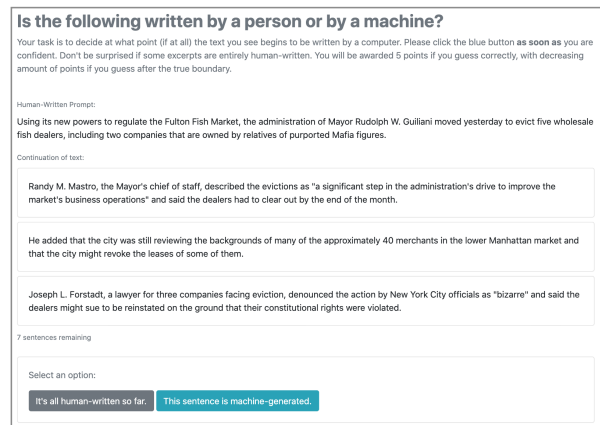 Is the following written by a person or by a machine?
Your task is to decide at what point (if at all) the text you see begins to be written by a computer. Please click the blue button as soon as you are
confident. Don't be surprised if some excerpts are entirely human-written. You will be awarded 5 points if you guess correctly, with decreasing
amount of points if you guess after the true boundary.
Human-Written Prompt:
Using its new powers to regulate the Fulton Fish Market, the administration of Mayor Rudolph W. Guiliani moved yesterday to evict five wholesale
fish dealers, including two companies that are owned by relatives of purported Mafia figures.
Continuation of text:
Randy M. Mastro, the Mayor's chief of staff, described the evictions as "a significant step in the administration's drive to improve the
market's business operations" and said the dealers had to clear out by the end of the month.
He added that the city was still reviewing the backgrounds of many of the approximately 40 merchants in the lower Manhattan market and
that the city might revoke the leases of some of them.
Joseph L. Forstadt, a lawyer for three companies facing eviction, denounced the action by New York City officials as "bizarre" and said the
dealers might sue to be reinstated on the ground that their constitutional rights were violated.
7 sentences remaining
Select an option:
It's all human-written so far. This sentence is machine-generated.